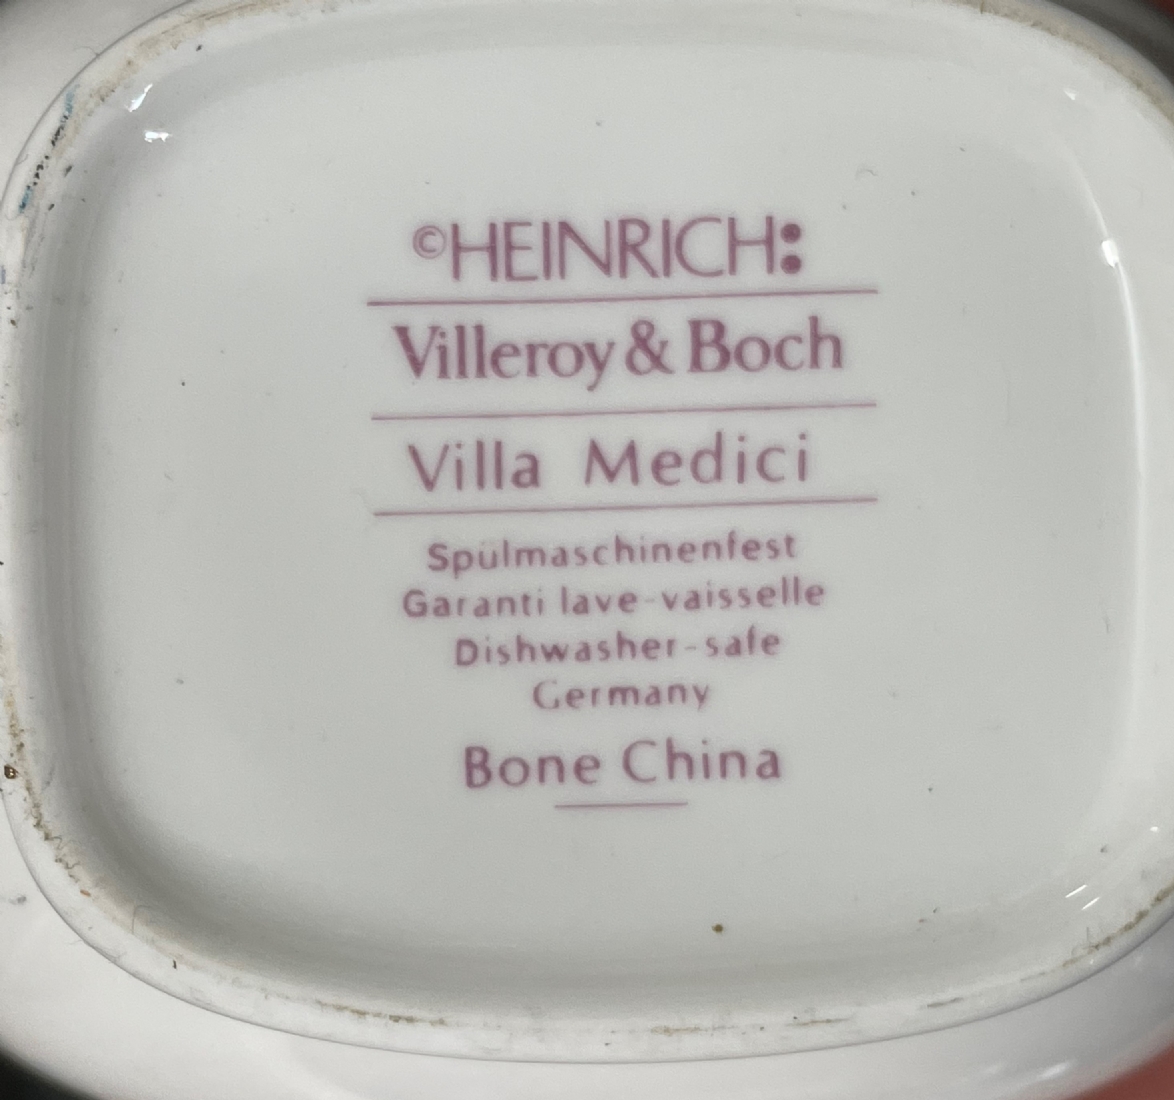 ©HEINRICH:
Villeroy & Boch
Villa Medici
Spülmaschinenfest
Garanti lave-vaisselle
Dishwasher-safe
Germany
Bone China